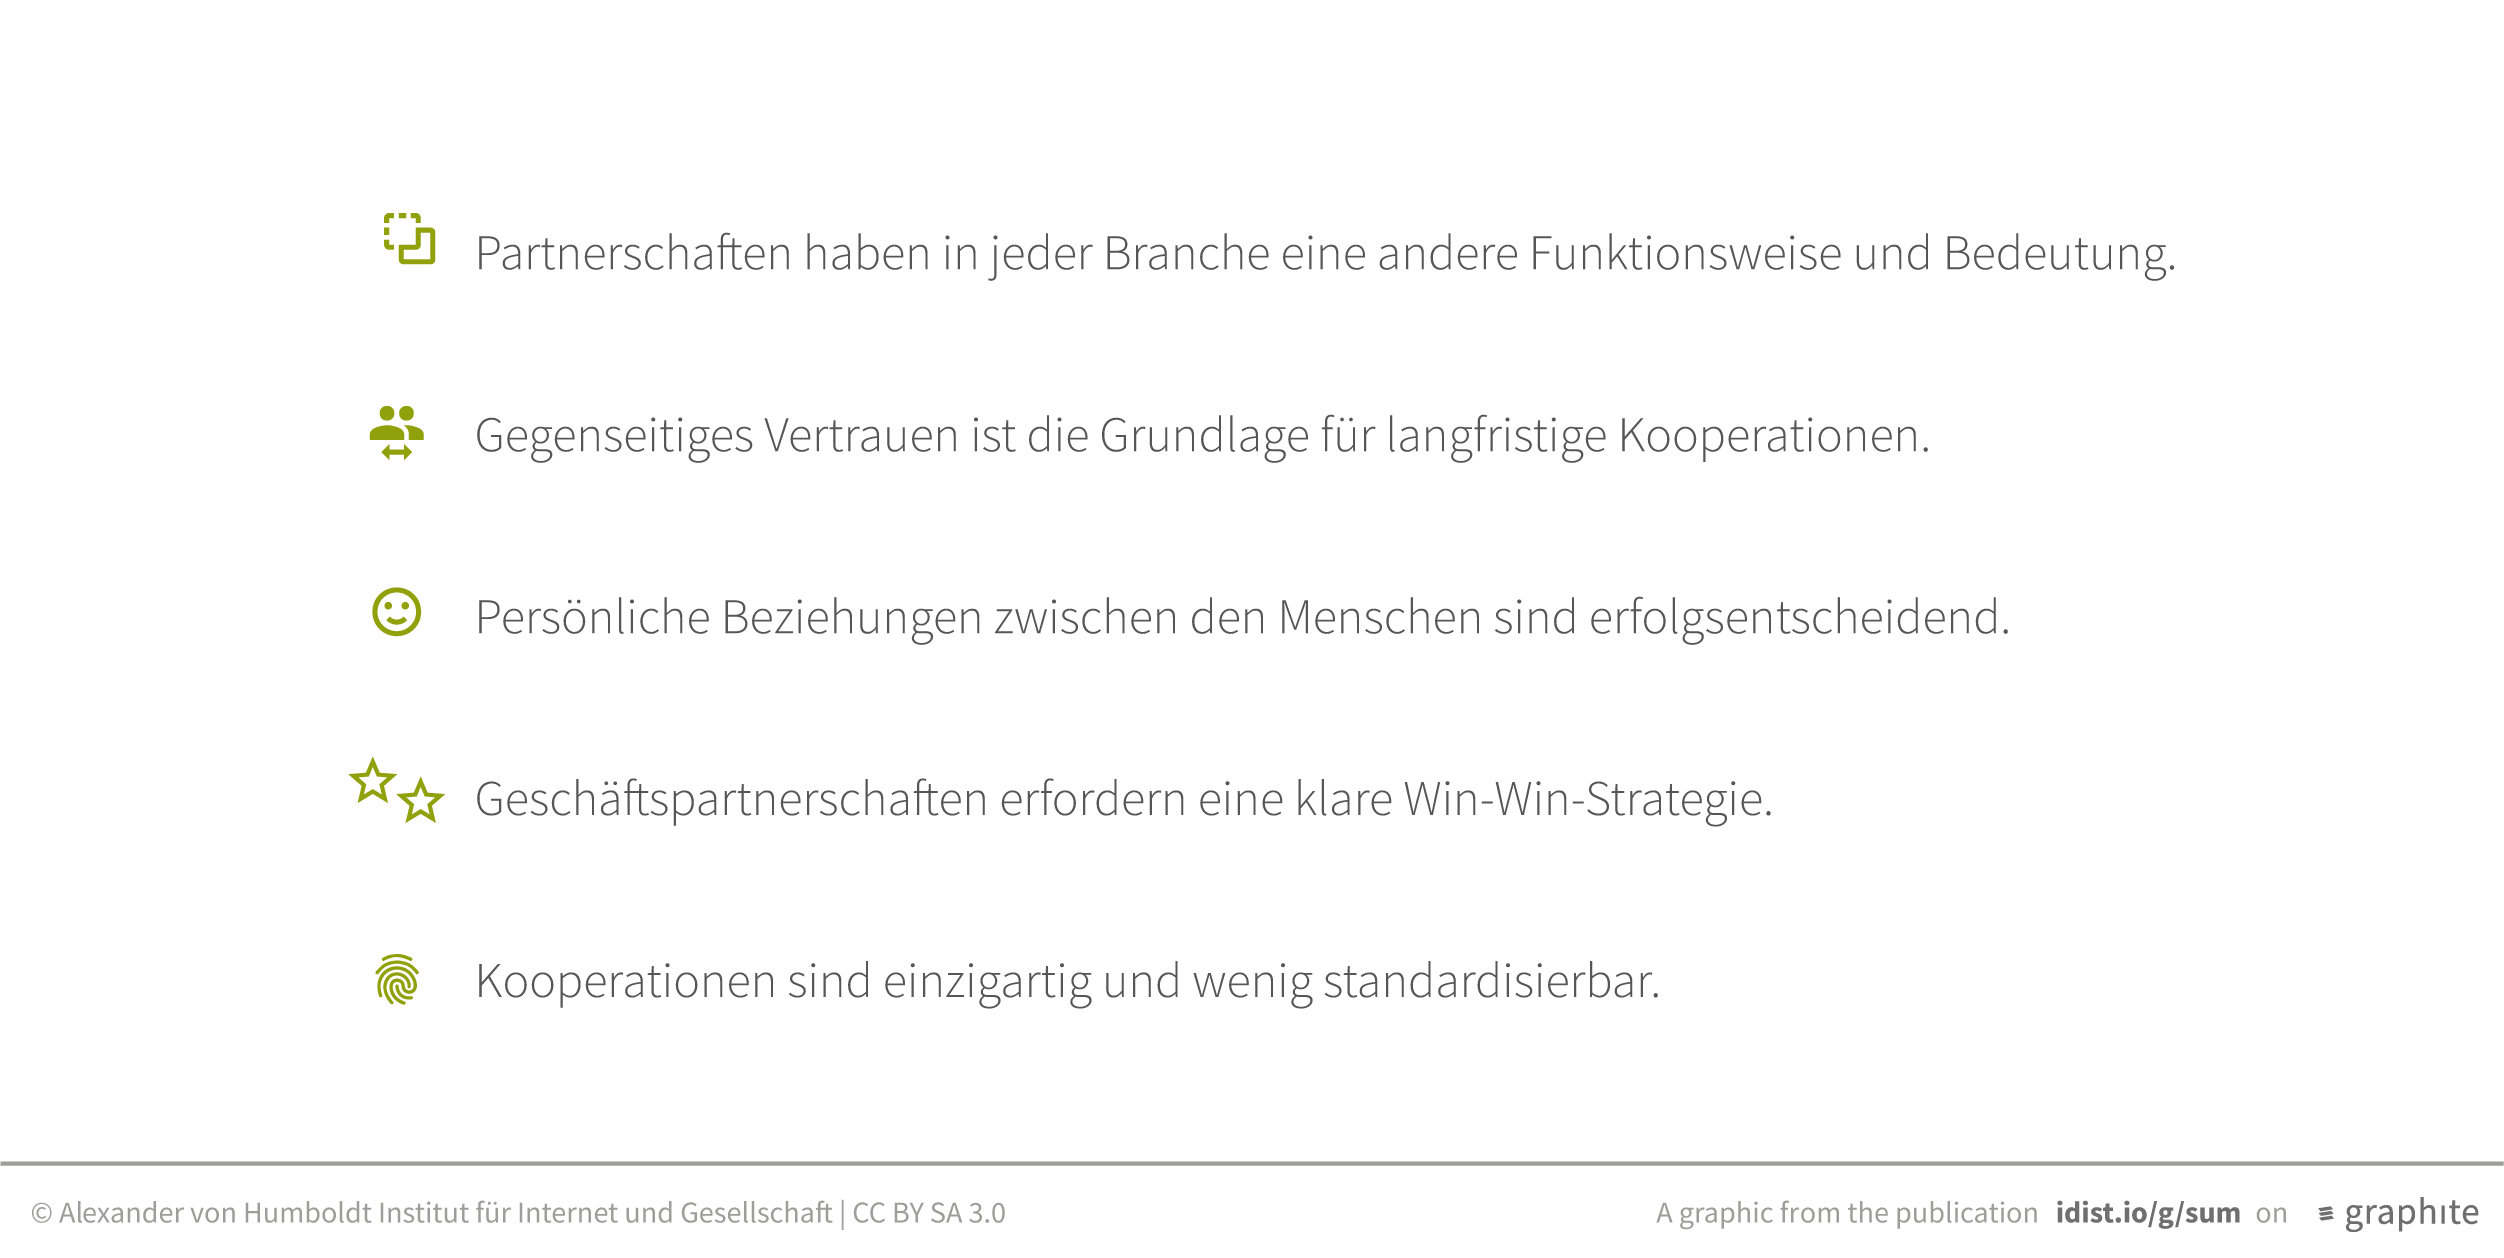 Partnerschaften haben in jeder Branche eine andere Funktionsweise und Bedeutung.
Gegenseitiges Vertrauen ist die Grundlage für langfristige Kooperationen.
Persönliche Beziehungen zwischen den Menschen sind erfolgsentscheidend.
Geschäftspartnerschaften erfordern eine klare Win-Win-Strategie.
Kooperationen sind einzigartig und wenig standardisierbar.
© Alexander von Humboldt Institut für Internet und Gesellschaft | CC BY SA 3.0
A graphic from the publication idist.io/g/sum on graphite